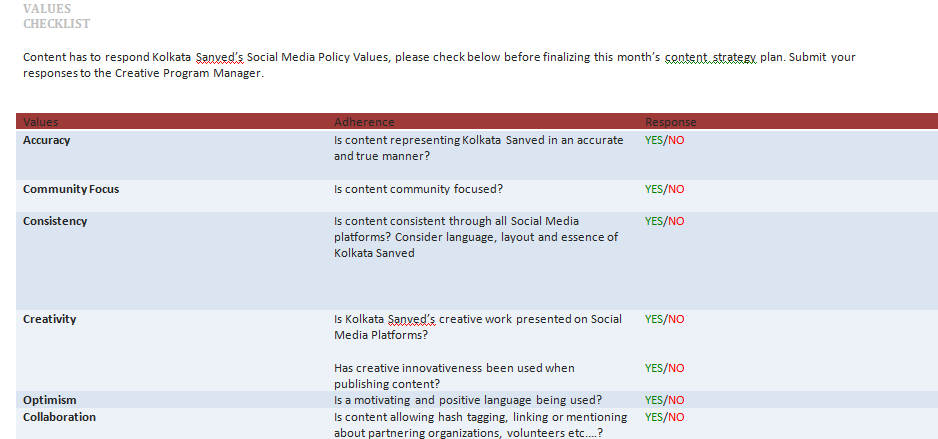 VALUES
CHECKLIST
Content has to respond Kolkata Sanved's Social Media Policy Values, please check below before finalizing this month's content strategy plan. Submit your
responses to the Creative Program Manager.
Values Adherence Response
Accuracy Is content representing Kolkata Sanved in an accurate YES/NO
and true manner?
Community Focus Is content community focused? YES/NO
Consistency Is content consistent through all Social Media YES/NO
platforms? Consider language, layout and essence of
Kolkata Sanved
Creativity Is Kolkata Sanved's creative work presented on Social YES/NO
Media Platforms?
Has creative innovativeness been used when YES/NO
publishing content?
Optimism Is a motivating and positive language being used? YES/NO
Collaboration Is content allowing hash tagging, linking or mentioning YES/NO
about partnering organizations, volunteers etc....?